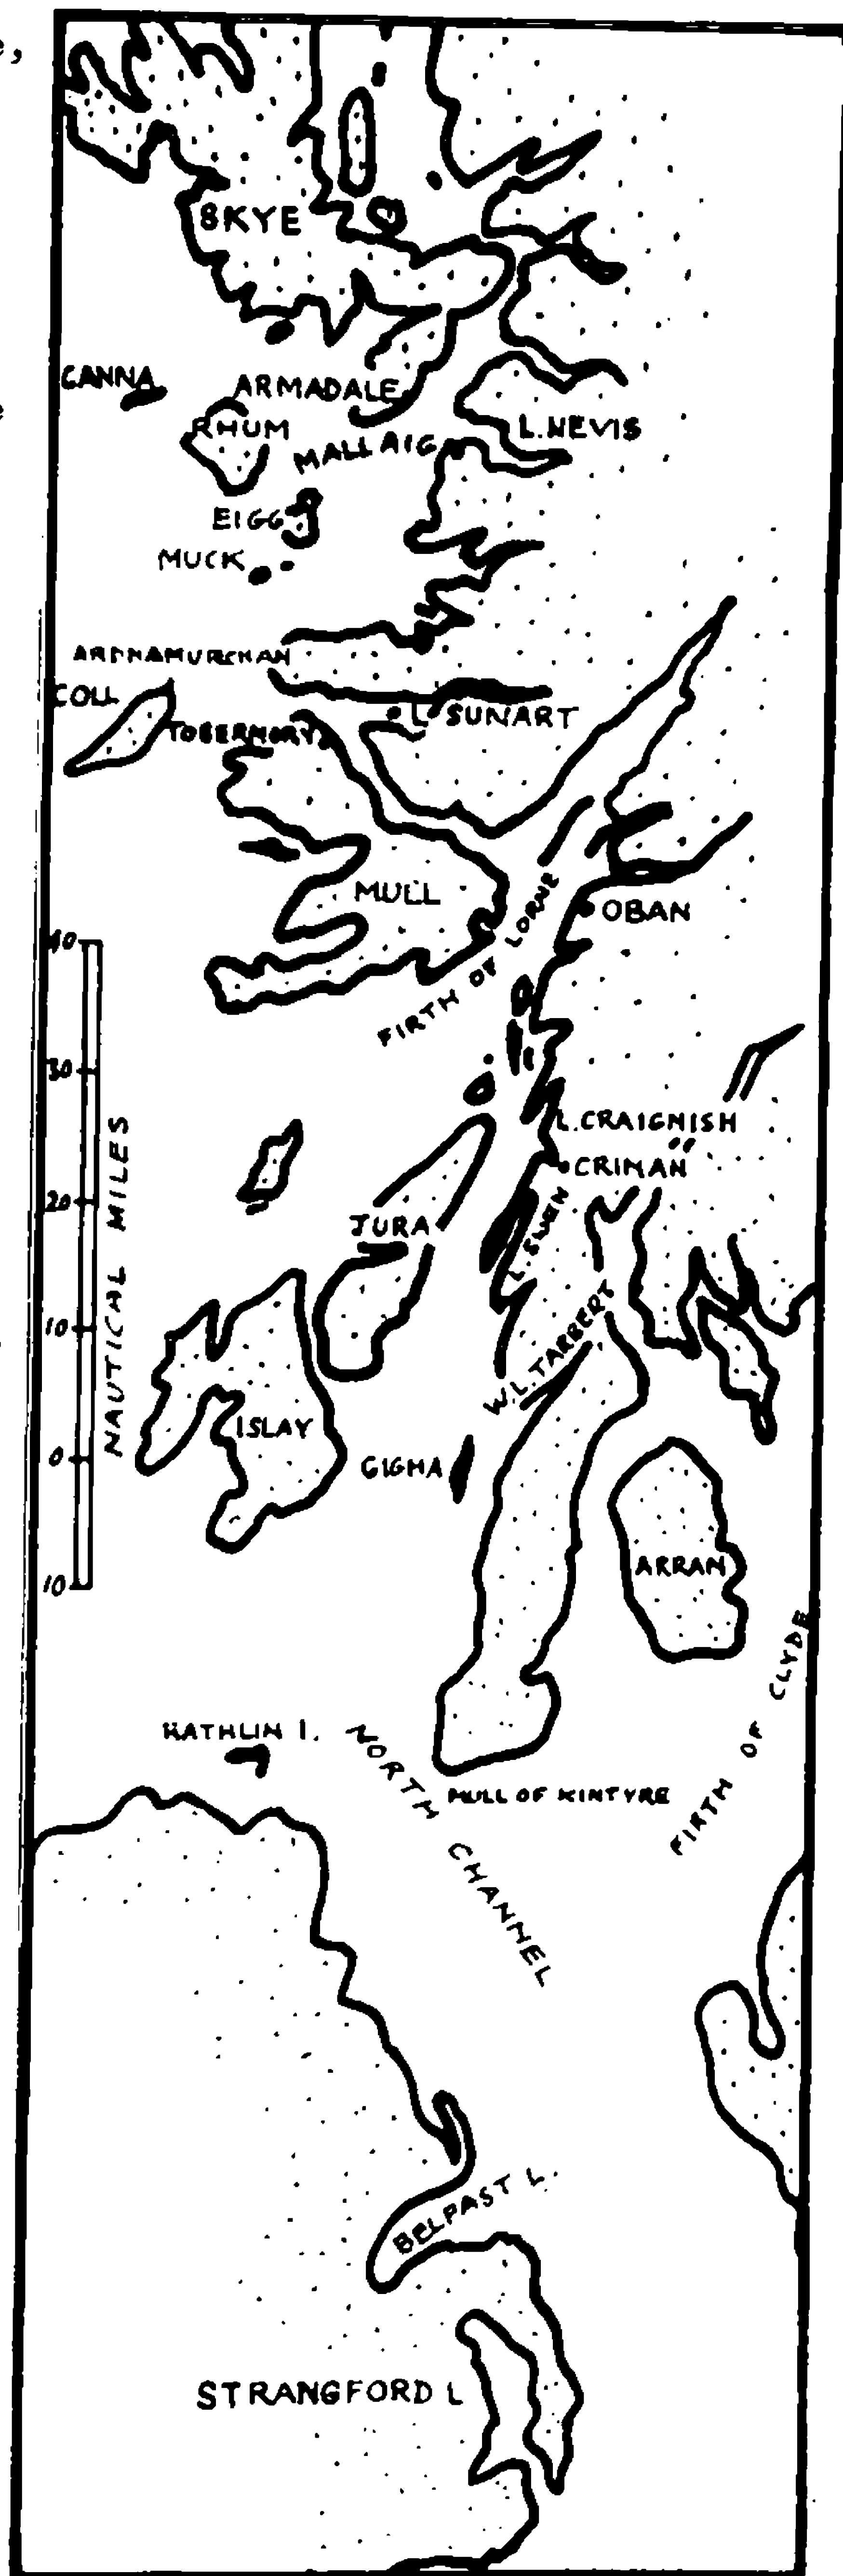 SKYE
CANNA
ARMADALE
RHUM
L. NEVIS
MALLAIG
EIGG
MUCK
ARDNAMURCHAN
COLL
L. SUNART
TOBERMORY
MULL
OBAN
FIRTH OF LORNE
40
30
20
10
0
10
NAUTICAL MILES
L. CRAIGNISH
CRINAN
JURA
L. SWEN
W. L. TARBERT
ISLAY
GIGHA
ARRAN
FIRTH OF CLYDE
RATHLIN I.
NORTH CHANNEL
MULL OF KINTYRE
BELFAST L.
STRANGFORD L